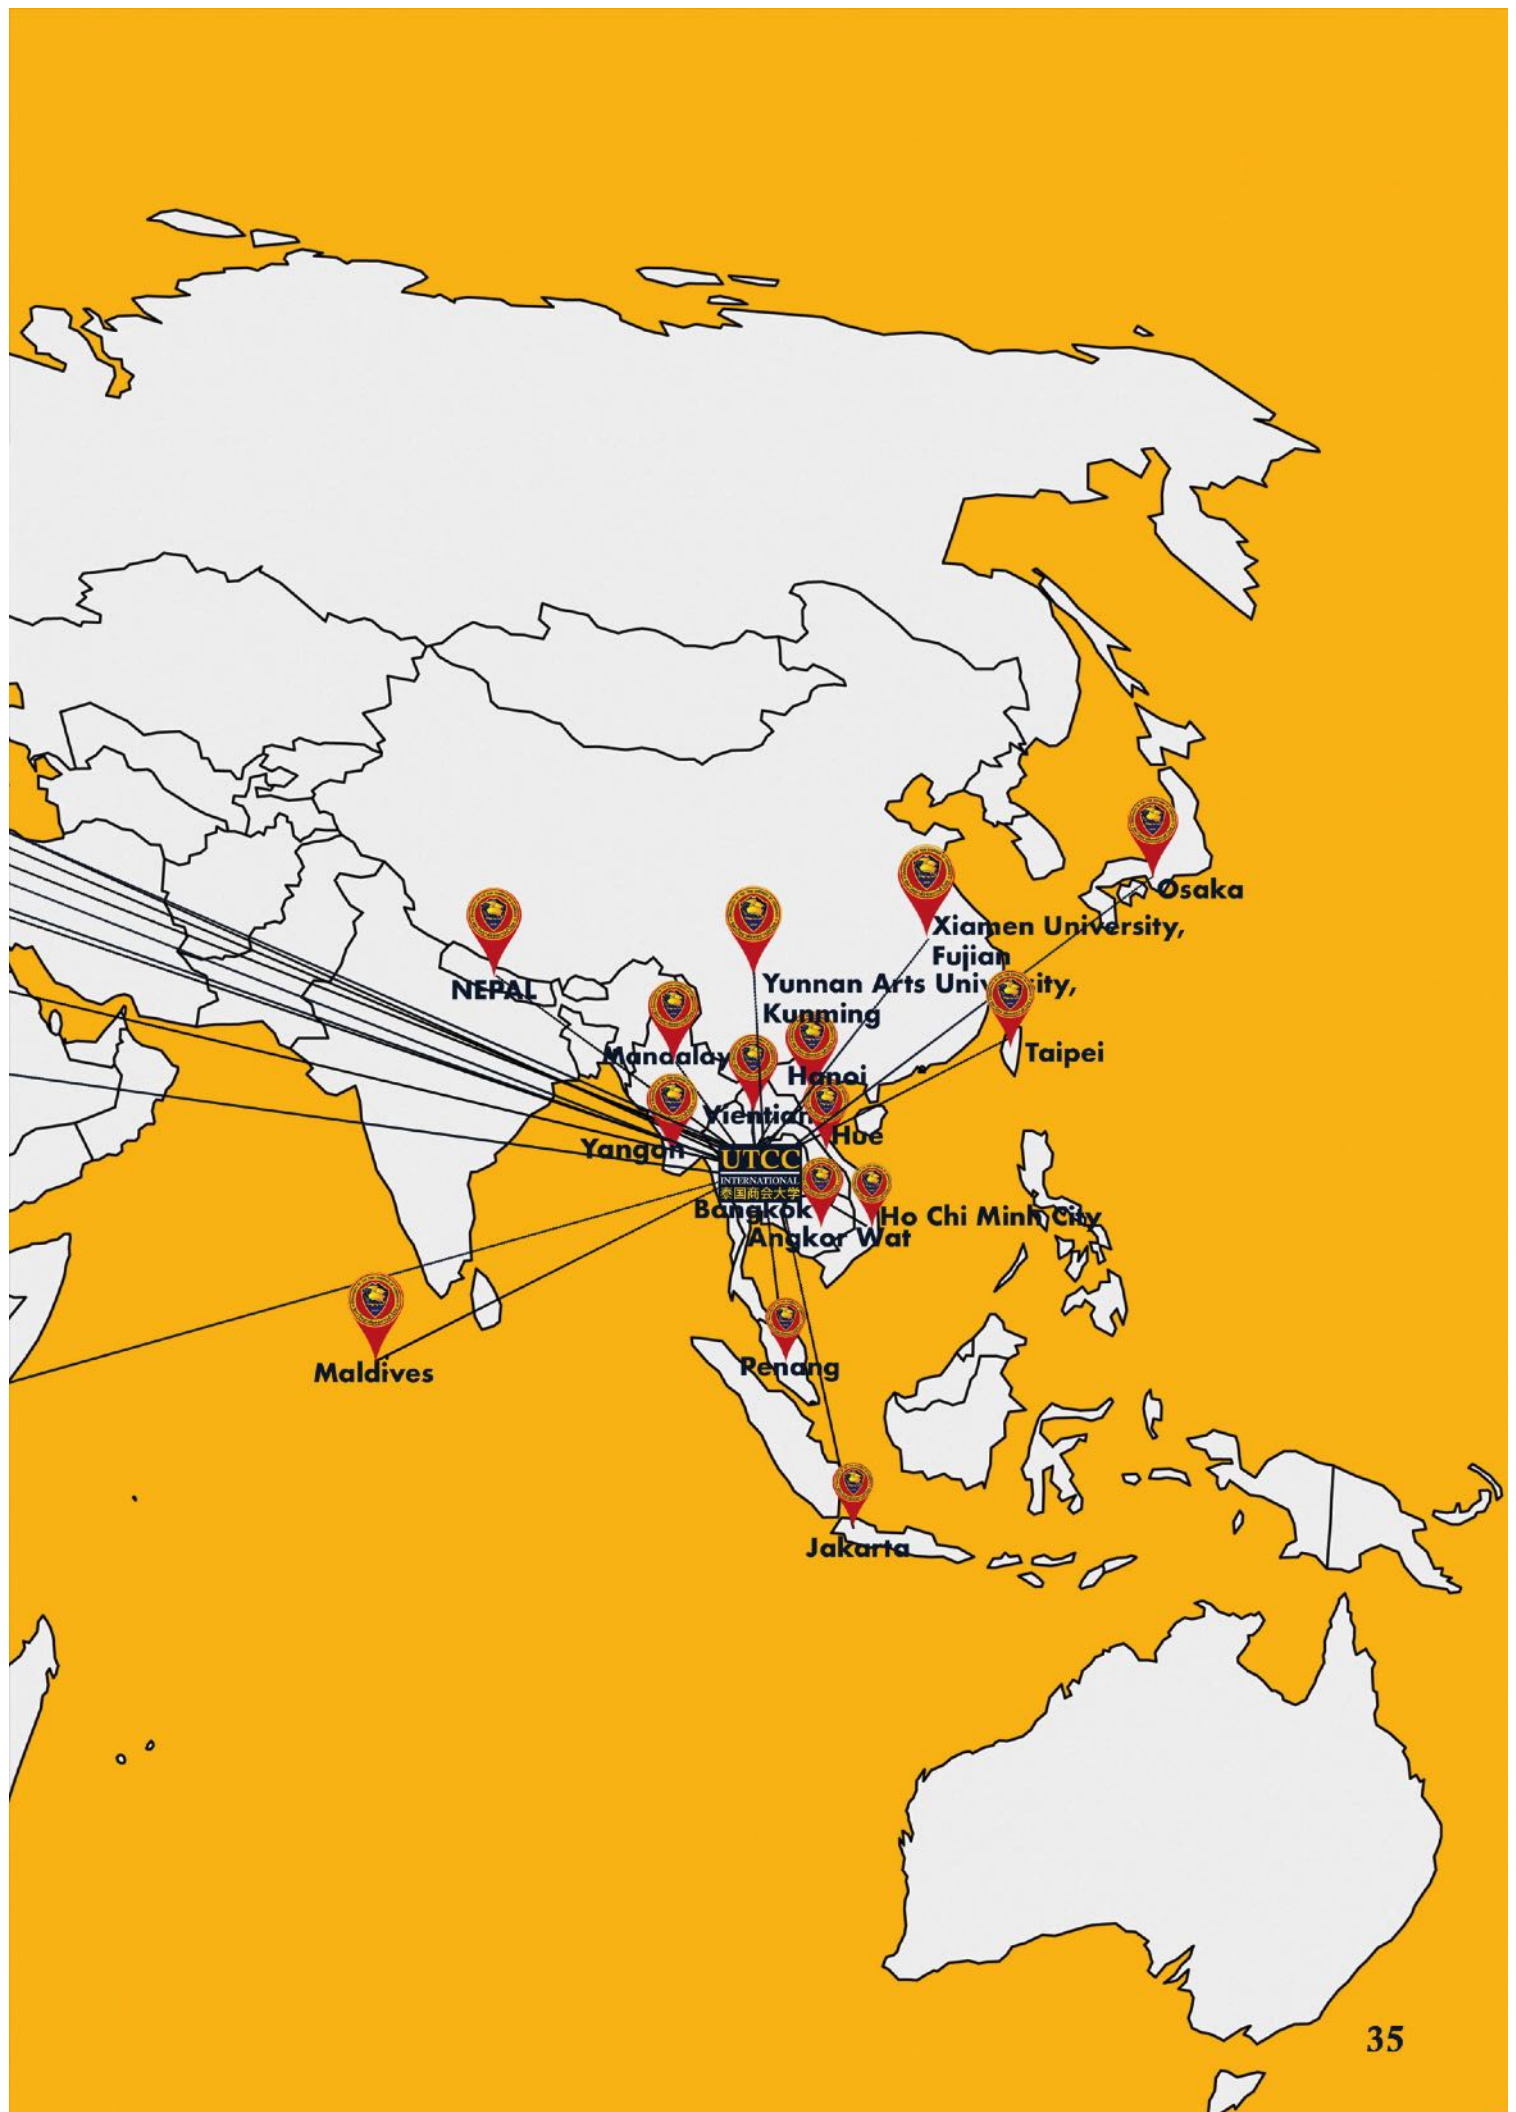 Osaka
Xiamen University,
Fujian
NEPAL
Yunnan Arts University,
Kunming
Taipei
Mandalay
Hanoi
Vientian
Hue
Yangon
UTCC
INTERNATIONAL
泰国商会大学
Bangkok
Ho Chi Minh City
Angkor Wat
Maldives
Penang
Jakarta
35